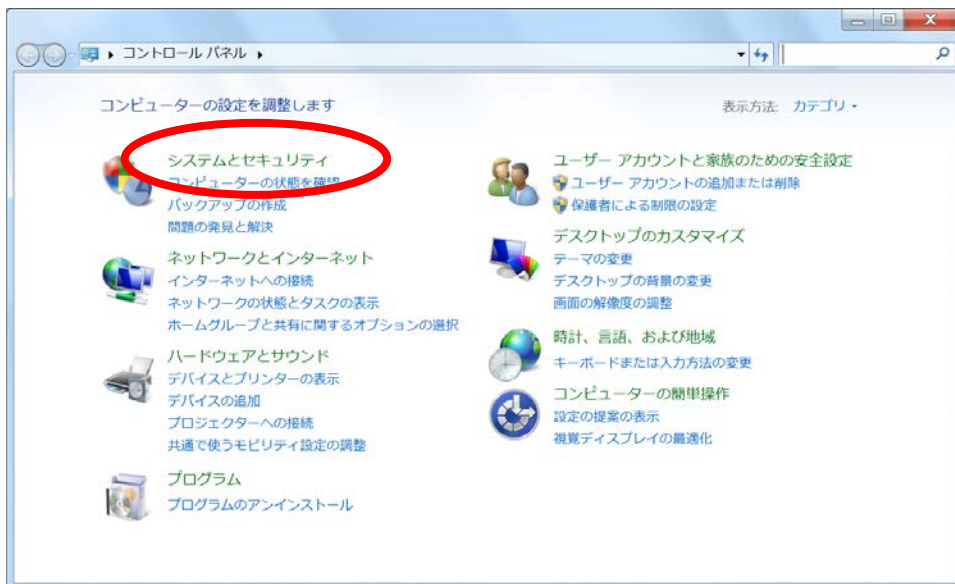 コントロール パネル
コンピューターの設定を調整します
表示方法: カテゴリ
システムとセキュリティ
コンピューターの状態を確認
バックアップの作成
問題の発見と解決
ネットワークとインターネット
インターネットへの接続
ネットワークの状態とタスクの表示
ホームグループと共有に関するオプションの選択
ハードウェアとサウンド
デバイスとプリンターの表示
デバイスの追加
プロジェクターへの接続
共通で使うモビリティ設定の調整
プログラム
プログラムのアンインストール
ユーザー アカウントと家族のための安全設定
ユーザー アカウントの追加または削除
保護者による制限の設定
デスクトップのカスタマイズ
テーマの変更
デスクトップの背景の変更
画面の解像度の調整
時計、言語、および地域
キーボードまたは入力方法の変更
コンピューターの簡単操作
設定の提案の表示
視覚ディスプレイの最適化